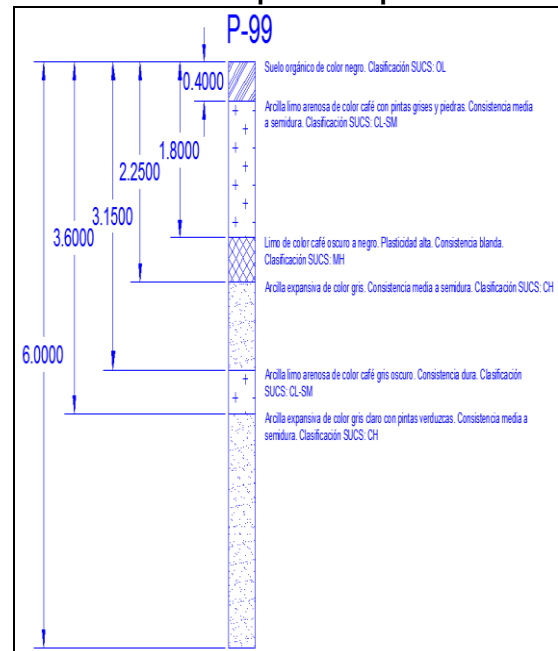 P-99
Suelo orgánico de color negro. Clasificación SUCS: OL
0.4000
Arcilla limo arenosa de color café con pintas grises y piedras. Consistencia media
a semidura. Clasificación SUCS: CL-SM
1.8000
2.2500
3.1500
3.6000
Limo de color café oscuro a negro. Plasticidad alta. Consistencia blanda.
Clasificación SUCS: MH
Arcilla expansiva de color gris. Consistencia media a semidura. Clasificación SUCS: CH
6.0000
Arcilla limo arenosa de color café gris oscuro. Consistencia dura. Clasificación
SUCS: CL-SM
Arcilla expansiva de color gris claro con pintas verduzcas. Consistencia media a
semidura. Clasificación SUCS: CH